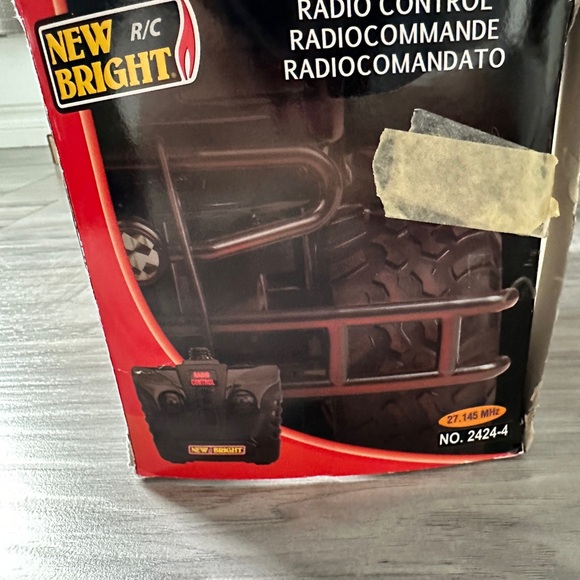 RADIO CONTROL
RADIOCOMMANDE
RADIOCOMANDATO
NEW R/C
BRIGHT®
RADIO
CONTROL
NEW BRIGHT
27.145 MHz
NO. 2424-4